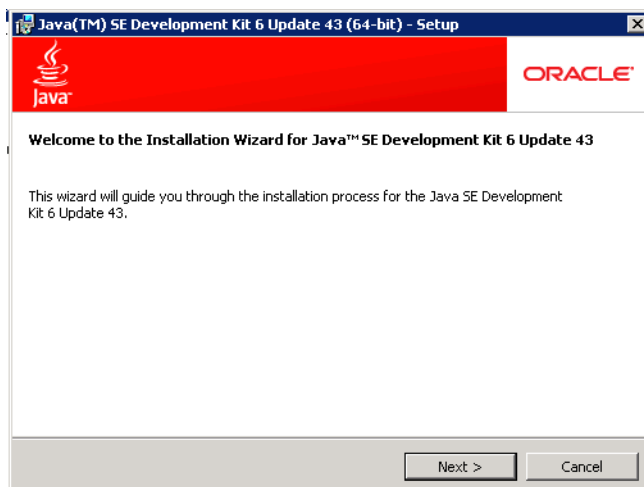 Java(TM) SE Development Kit 6 Update 43 (64-bit) - Setup
Java™
ORACLE®
Welcome to the Installation Wizard for Java™ SE Development Kit 6 Update 43
This wizard will guide you through the installation process for the Java SE Development
Kit 6 Update 43.
Next >
Cancel